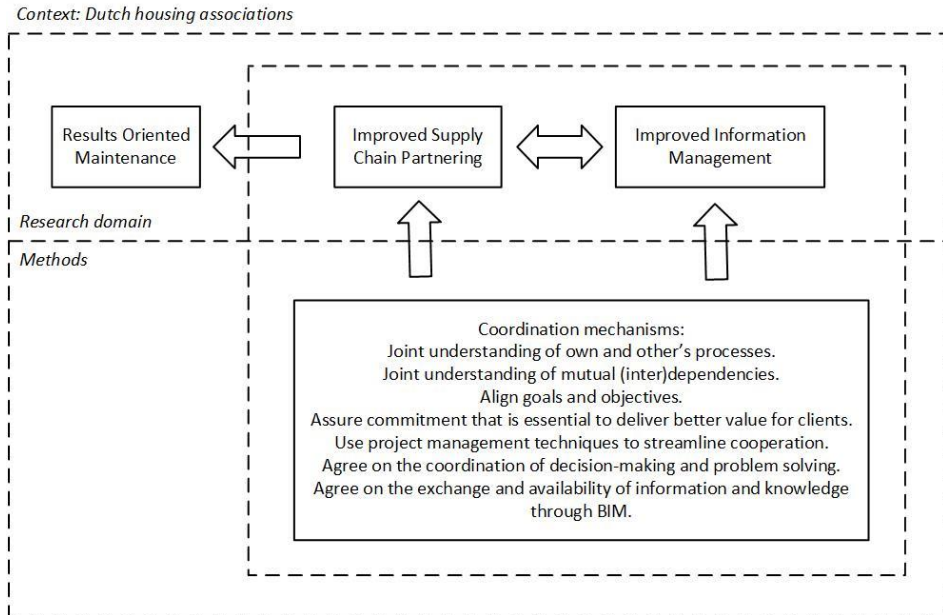 Context: Dutch housing associations
Results Oriented
Maintenance
Improved Supply
Chain Partnering
Improved Information
Management
Research domain
Methods
Coordination mechanisms:
Joint understanding of own and other's processes.
Joint understanding of mutual (inter)dependencies.
Align goals and objectives.
Assure commitment that is essential to deliver better value for clients.
Use project management techniques to streamline cooperation.
Agree on the coordination of decision-making and problem solving.
Agree on the exchange and availability of information and knowledge
through BIM.